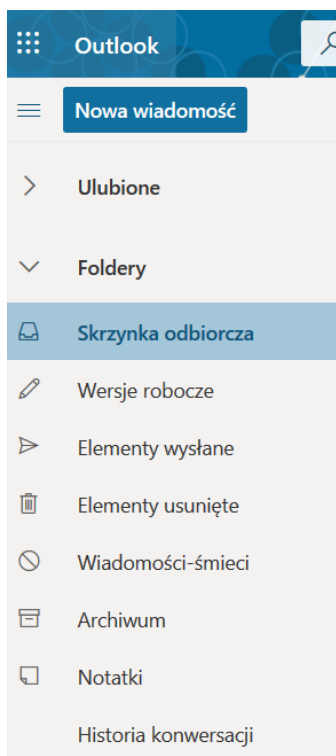 Outlook
Nowa wiadomość
Ulubione
Foldery
Skrzynka odbiorcza
Wersje robocze
Elementy wysłane
Elementy usunięte
Wiadomości-śmieci
Archiwum
Notatki
Historia konwersacji